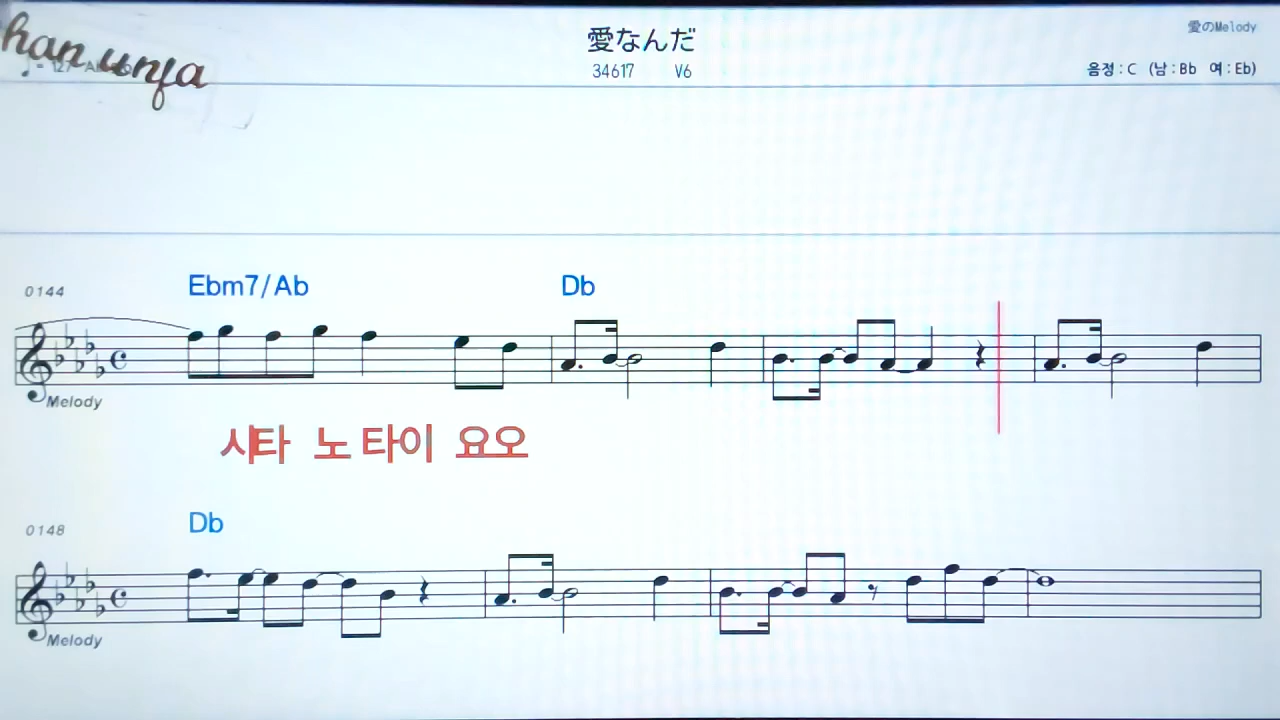 han unja
愛なんだ
愛のMelody
34617 V6
음정 : C (남 : Bb 여 : Eb)
0144
Ebm7/Ab Db
Melody
시타 노 타이 요오
0148
Db
Melody